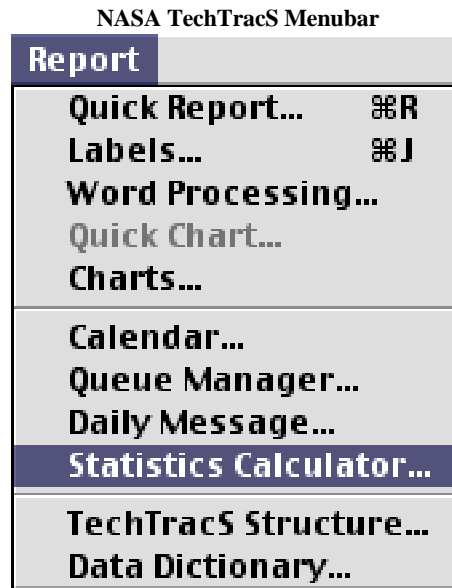 NASA TechTracS Menubar
Report
Quick Report... ⌘R
Labels... ⌘J
Word Processing...
Quick Chart...
Charts...
Calendar...
Queue Manager...
Daily Message...
Statistics Calculator...
TechTracS Structure...
Data Dictionary...